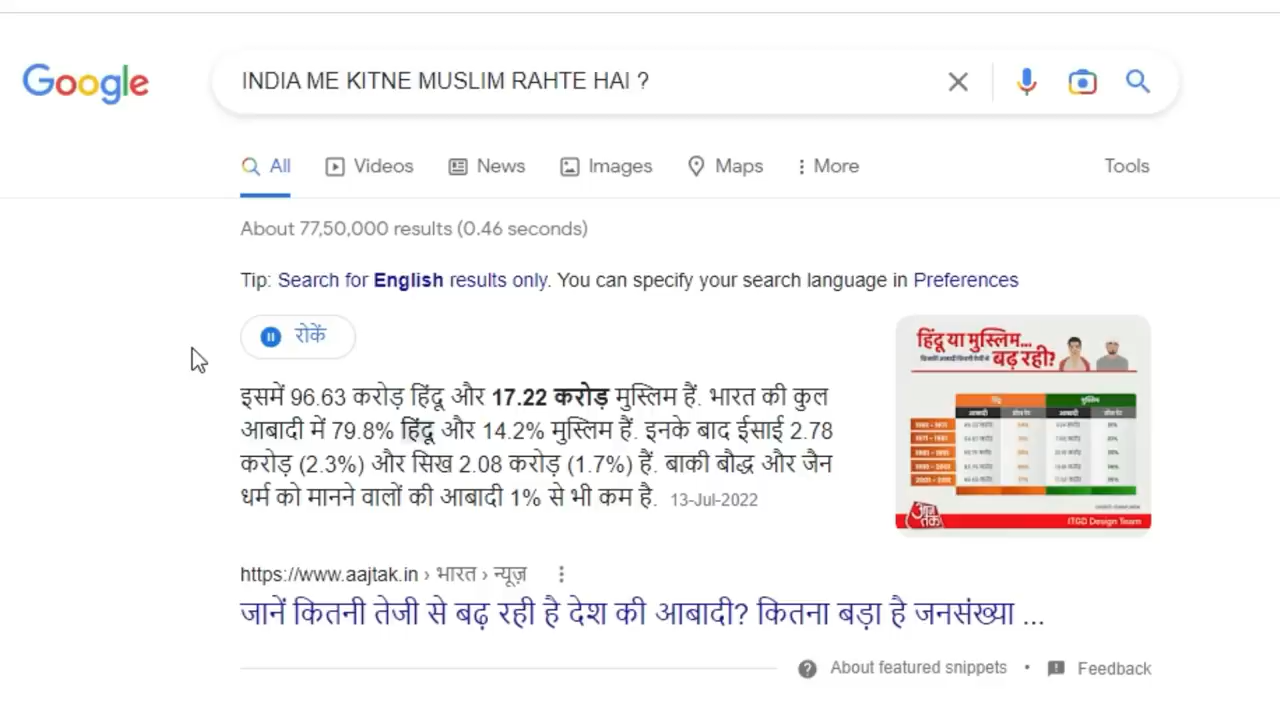 Google
INDIA ME KITNE MUSLIM RAHTE HAI ?
All Videos News Images Maps More Tools
About 77,50,000 results (0.46 seconds)
Tip: Search for English results only. You can specify your search language in Preferences
रोकें
इसमें 96.63 करोड़ हिंदू और 17.22 करोड़ मुस्लिम हैं. भारत की कुल
आबादी में 79.8% हिंदू और 14.2% मुस्लिम हैं. इनके बाद ईसाई 2.78
करोड़ (2.3%) और सिख 2.08 करोड़ (1.7%) हैं. बाकी बौद्ध और जैन
धर्म को मानने वालों की आबादी 1% से भी कम है. 13-Jul-2022
हिंदू या मुस्लिम...
बढ़ रही?
हिंदू मुस्लिम
आबादी आबादी
आज तक
ITGD Design Team
https://www.aajtak.in › भारत › न्यूज़
जानें कितनी तेजी से बढ़ रही है देश की आबादी? कितना बड़ा है जनसंख्या ...
About featured snippets • Feedback